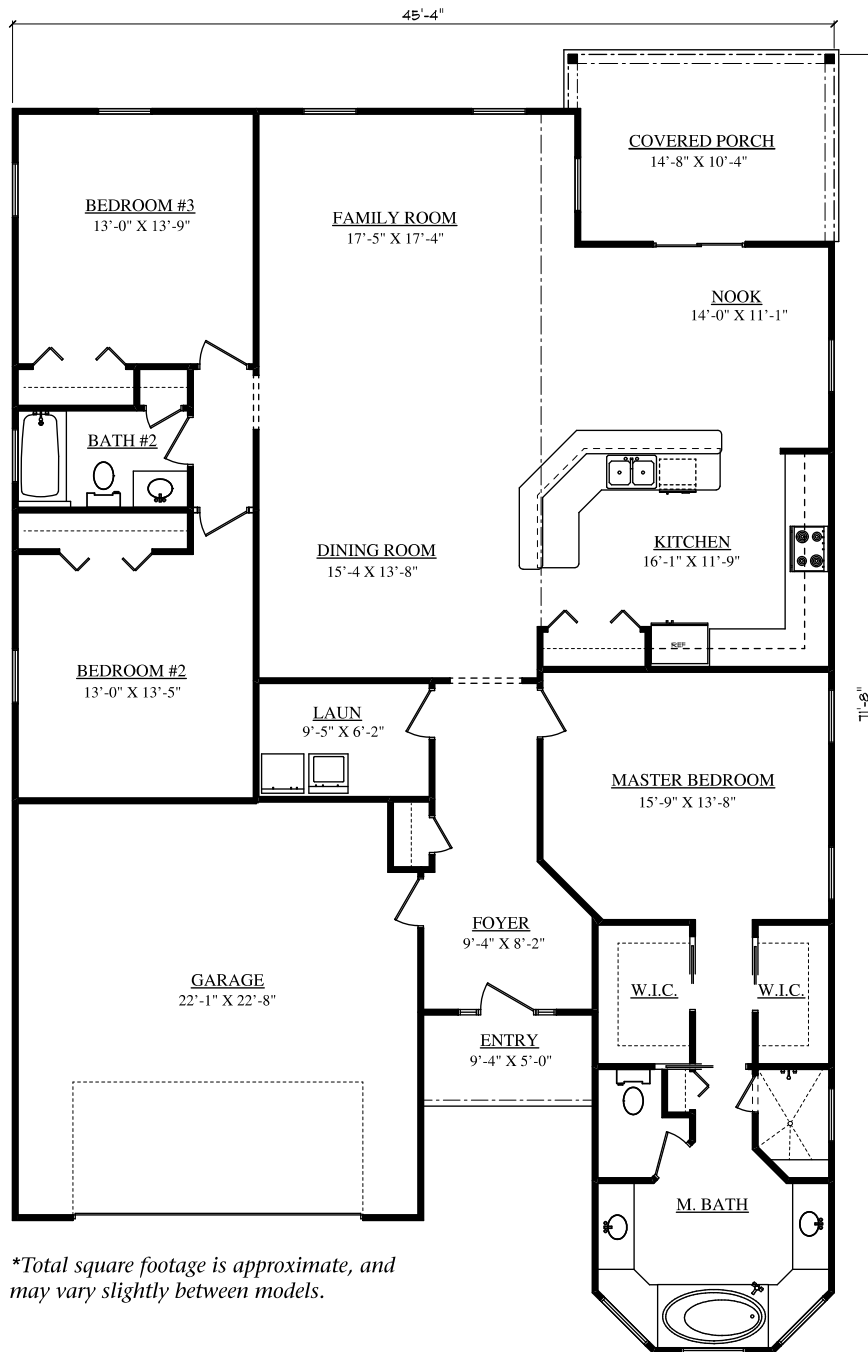 45'-4"
COVERED PORCH
14'-8" X 10'-4"
BEDROOM #3
13'-0" X 13'-9"
FAMILY ROOM
17'-5" X 17'-4"
NOOK
14'-0" X 11'-1"
BATH #2
DINING ROOM
15'-4 X 13'-8"
KITCHEN
16'-1" X 11'-9"
REF
BEDROOM #2
13'-0" X 13'-5"
LAUN
9'-5" X 6'-2"
71'-8"
MASTER BEDROOM
15'-9" X 13'-8"
FOYER
9'-4" X 8'-2"
GARAGE
22'-1" X 22'-8"
W.I.C.
W.I.C.
ENTRY
9'-4" X 5'-0"
M. BATH
*Total square footage is approximate, and
may vary slightly between models.